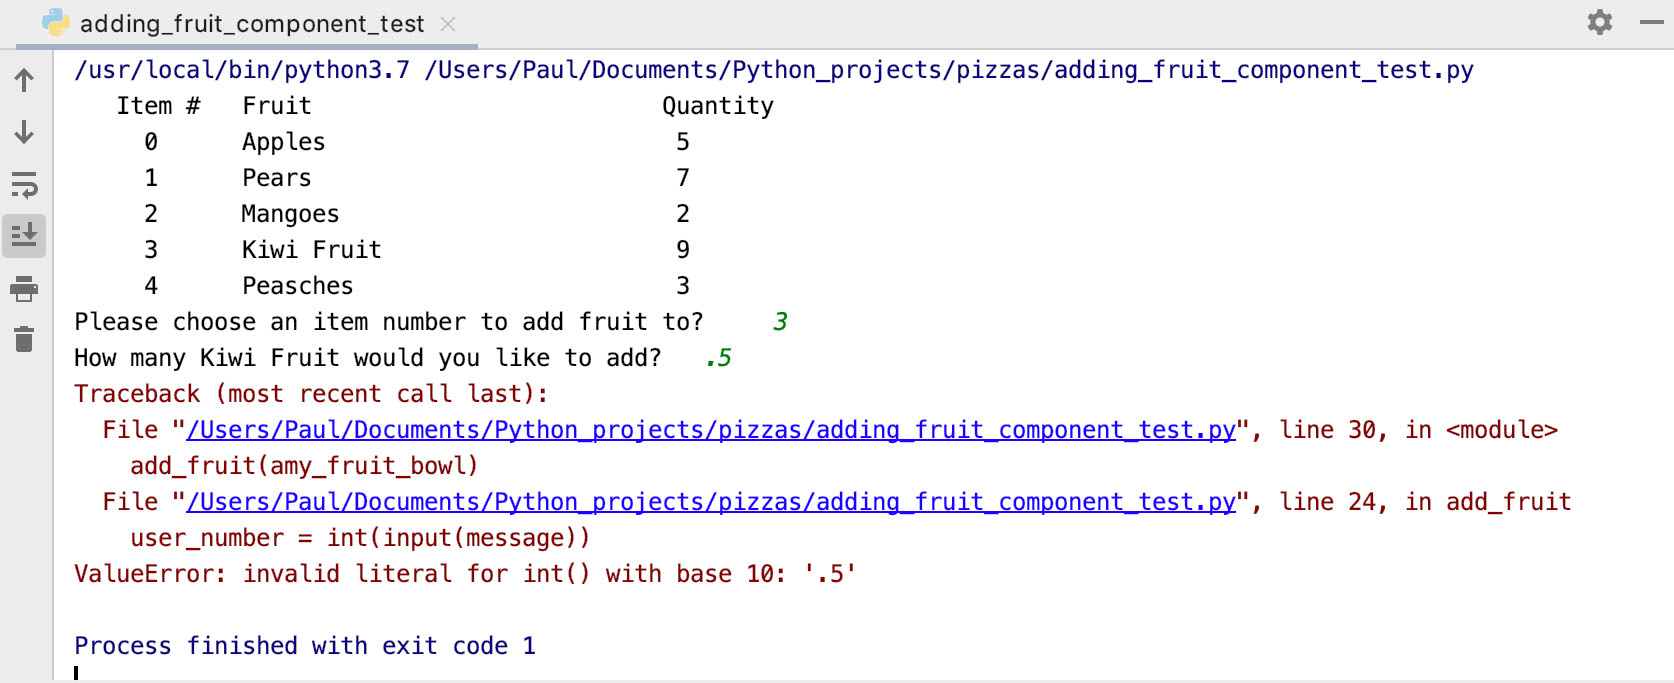 adding_fruit_component_test
/usr/local/bin/python3.7 /Users/Paul/Documents/Python_projects/pizzas/adding_fruit_component_test.py
Item # Fruit Quantity
0 Apples 5
1 Pears 7
2 Mangoes 2
3 Kiwi Fruit 9
4 Peasches 3
Please choose an item number to add fruit to? 3
How many Kiwi Fruit would you like to add? .5
Traceback (most recent call last):
File "/Users/Paul/Documents/Python_projects/pizzas/adding_fruit_component_test.py", line 30, in <module>
add_fruit(amy_fruit_bowl)
File "/Users/Paul/Documents/Python_projects/pizzas/adding_fruit_component_test.py", line 24, in add_fruit
user_number = int(input(message))
ValueError: invalid literal for int() with base 10: '.5'
Process finished with exit code 1